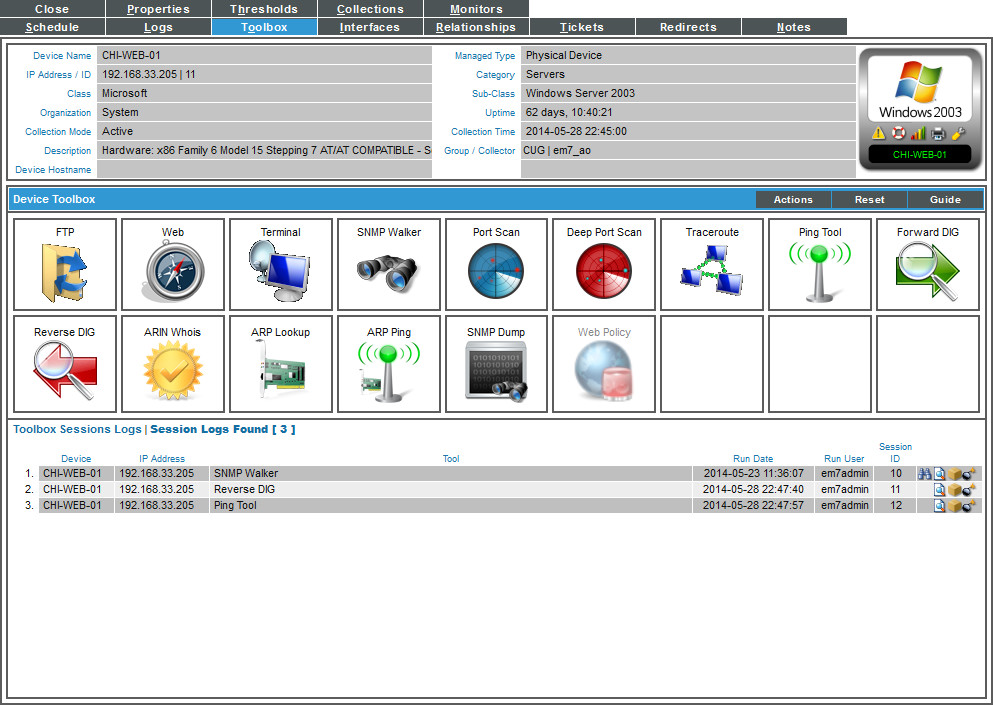 Close Properties Thresholds Collections Monitors
Schedule Logs Toolbox Interfaces Relationships Tickets Redirects Notes
Device Name CHI-WEB-01 Managed Type Physical Device
IP Address / ID 192.168.33.205 | 11 Category Servers
Class Microsoft Sub-Class Windows Server 2003
Organization System Uptime 62 days, 10:40:21
Collection Mode Active Collection Time 2014-05-28 22:45:00
Description Hardware: x86 Family 6 Model 15 Stepping 7 AT/AT COMPATIBLE - S Group / Collector CUG | em7_ao
Device Hostname
Windows 2003
CHI-WEB-01
Device Toolbox Actions Reset Guide
FTP Web Terminal SNMP Walker Port Scan Deep Port Scan Traceroute Ping Tool Forward DIG
Reverse DIG ARIN Whois ARP Lookup ARP Ping SNMP Dump Web Policy
Toolbox Sessions Logs | Session Logs Found [ 3 ]
Device IP Address Tool Run Date Run User Session ID
1. CHI-WEB-01 192.168.33.205 SNMP Walker 2014-05-23 11:36:07 em7admin 10
2. CHI-WEB-01 192.168.33.205 Reverse DIG 2014-05-28 22:47:40 em7admin 11
3. CHI-WEB-01 192.168.33.205 Ping Tool 2014-05-28 22:47:57 em7admin 12